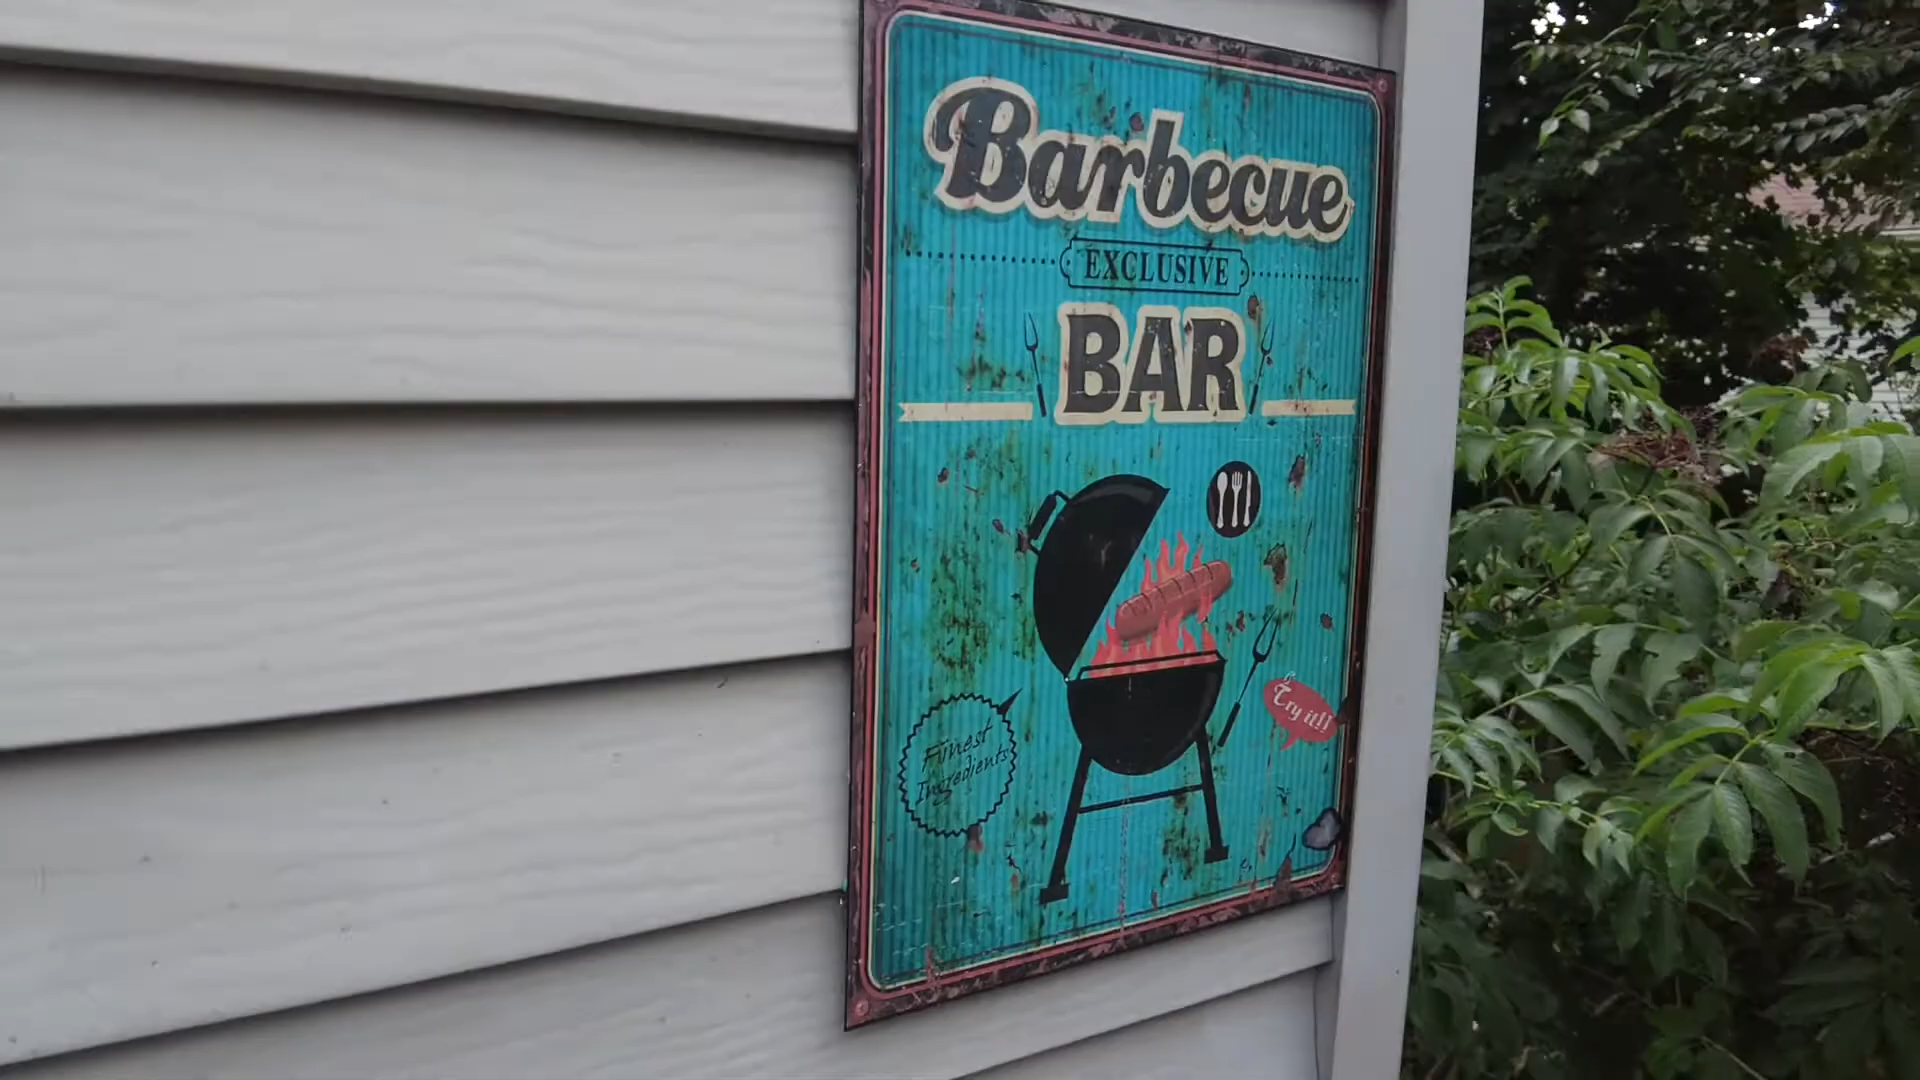 Barbecue
EXCLUSIVE
BAR
Try it!!
Finest
Ingredients